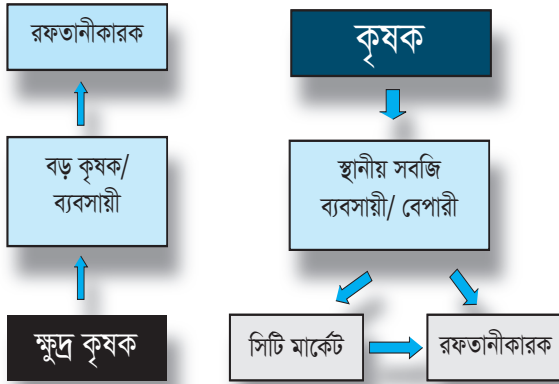 রফতানীকারক
বড় কৃষক/
ব্যবসায়ী
ক্ষুদ্র কৃষক
কৃষক
স্থানীয় সবজি
ব্যবসায়ী/ বেপারী
সিটি মার্কেট
রফতানীকারক